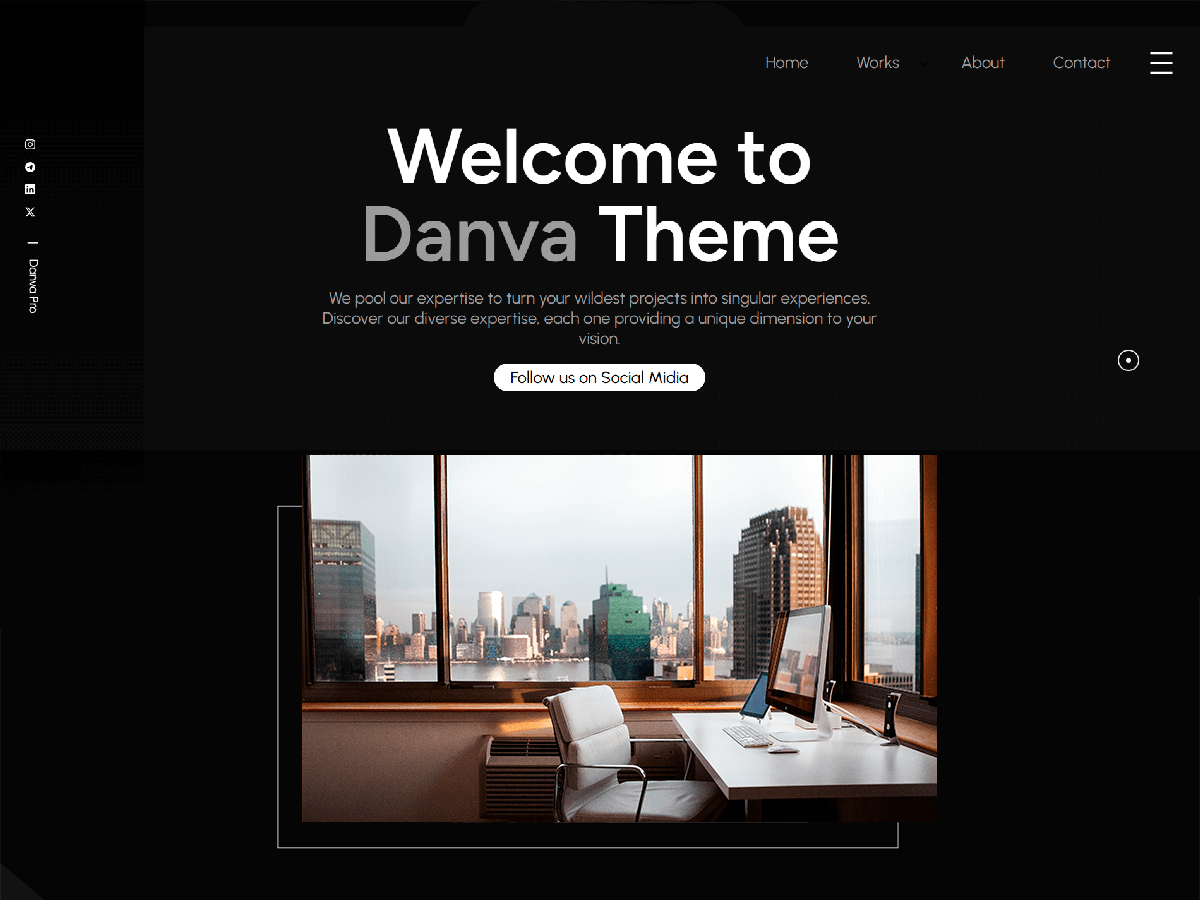 Home Works About Contact
Welcome to
Danva Theme
We pool our expertise to turn your wildest projects into singular experiences.
Discover our diverse expertise, each one providing a unique dimension to your
vision.
Follow us on Social Midia
Danva Pro